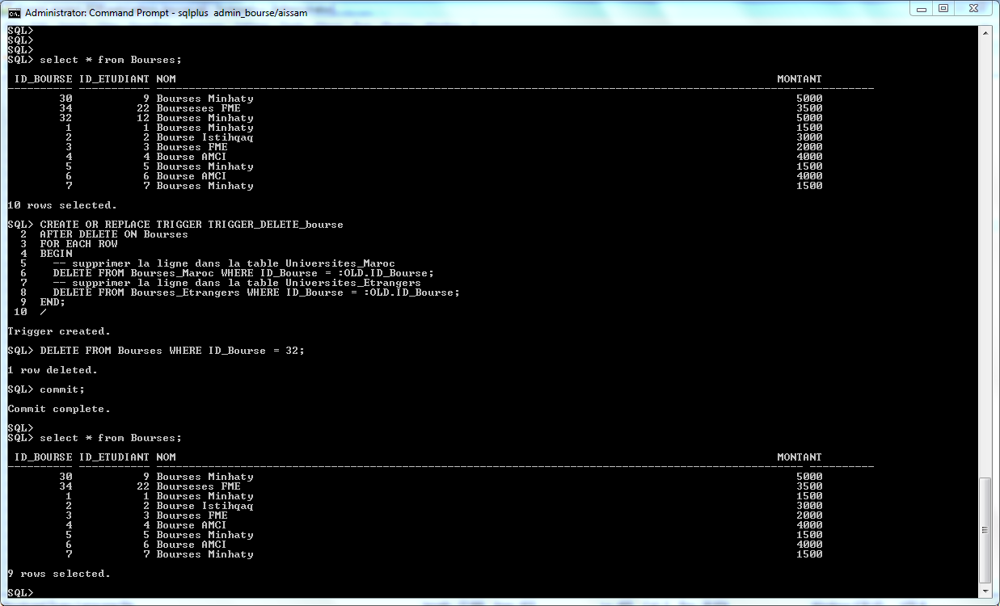 Administrator: Command Prompt - sqlplus  admin_bourse/aissam
SQL>
SQL>
SQL>
SQL> select * from Bourses;
 ID_BOURSE ID_ETUDIANT NOM MONTANT
---------- ----------- ---------------------------------------------------------------------------------------------------- ----------
        30           9 Bourses Minhaty 5000
        34          22 Bourseses FME 3500
        32          12 Bourses Minhaty 5000
         1           1 Bourses Minhaty 1500
         2           2 Bourse Istihqaq 3000
         3           3 Bourses FME 2000
         4           4 Bourse AMCI 4000
         5           5 Bourses Minhaty 1500
         6           6 Bourse AMCI 4000
         7           7 Bourses Minhaty 1500
10 rows selected.
SQL> CREATE OR REPLACE TRIGGER TRIGGER_DELETE_bourse
  2  AFTER DELETE ON Bourses
  3  FOR EACH ROW
  4  BEGIN
  5    -- supprimer la ligne dans la table Universites_Maroc
  6    DELETE FROM Bourses_Maroc WHERE ID_Bourse = :OLD.ID_Bourse;
  7    -- supprimer la ligne dans la table Universites_Etrangers
  8    DELETE FROM Bourses_Etrangers WHERE ID_Bourse = :OLD.ID_Bourse;
  9  END;
 10  /
Trigger created.
SQL> DELETE FROM Bourses WHERE ID_Bourse = 32;
1 row deleted.
SQL> commit;
Commit complete.
SQL>
SQL> select * from Bourses;
 ID_BOURSE ID_ETUDIANT NOM MONTANT
---------- ----------- ---------------------------------------------------------------------------------------------------- ----------
        30           9 Bourses Minhaty 5000
        34          22 Bourseses FME 3500
         1           1 Bourses Minhaty 1500
         2           2 Bourse Istihqaq 3000
         3           3 Bourses FME 2000
         4           4 Bourse AMCI 4000
         5           5 Bourses Minhaty 1500
         6           6 Bourse AMCI 4000
         7           7 Bourses Minhaty 1500
9 rows selected.
SQL>